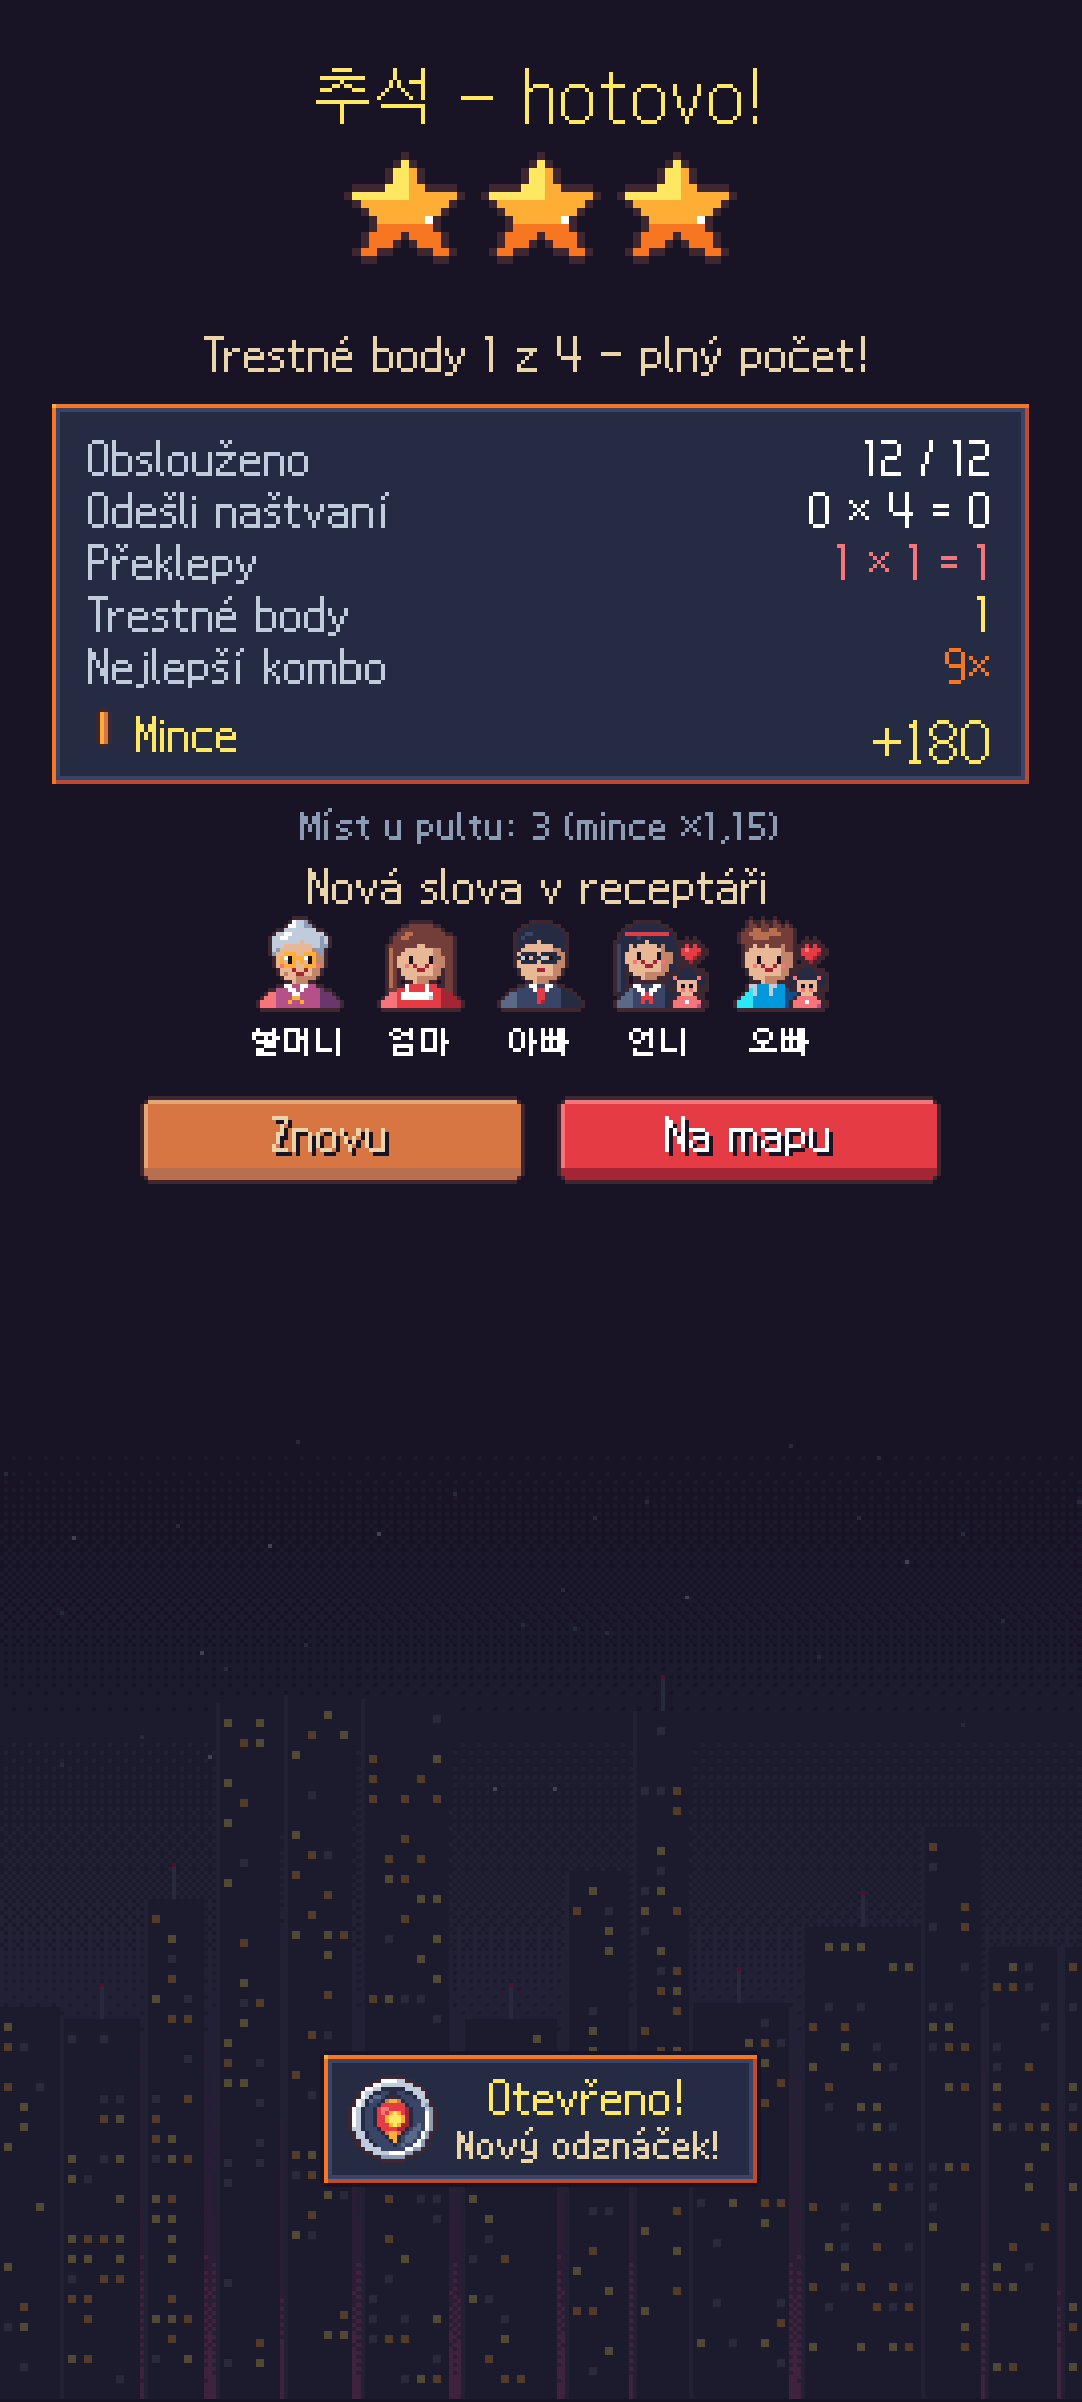 추석 – hotovo!
Trestné body 1 z 4 – plný počet!
Obslouženo 12 / 12
Odešli naštvaní 0 × 4 = 0
Překlepy 1 × 1 = 1
Trestné body 1
Nejlepší kombo 9×
Mince +180
Míst u pultu: 3 (mince ×1,15)
Nová slova v receptáři
할머니 엄마 아빠 언니 오빠
Znovu Na mapu
Otevřeno!
Nový odznáček!